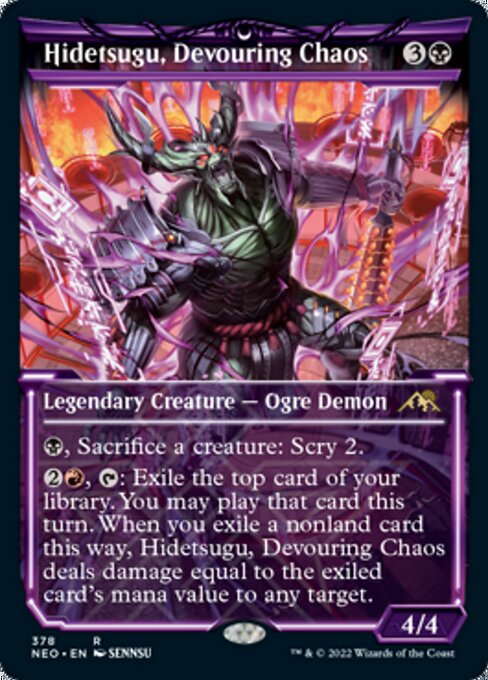 Hidetsugu, Devouring Chaos 3
Legendary Creature — Ogre Demon
, Sacrifice a creature: Scry 2.
2, : Exile the top card of your
library. You may play that card this
turn. When you exile a nonland card
this way, Hidetsugu, Devouring Chaos
deals damage equal to the exiled
card's mana value to any target.
4/4
378 R
NEO • EN SENNSU
™ & © 2022 Wizards of the Coast